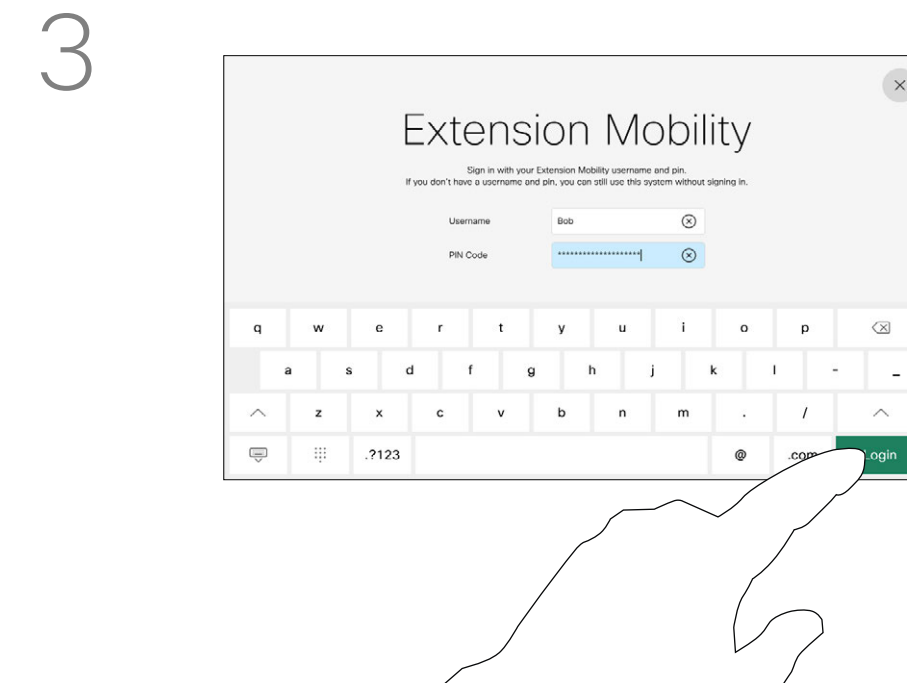 3
Extension Mobility
Sign in with your Extension Mobility username and pin.
If you don't have a username and pin, you can still use this system without signing in.
Username Bob
PIN Code ********************
q w e r t y u i o p
a s d f g h j k l - _
z x c v b n m . /
.?123 @ .com Login